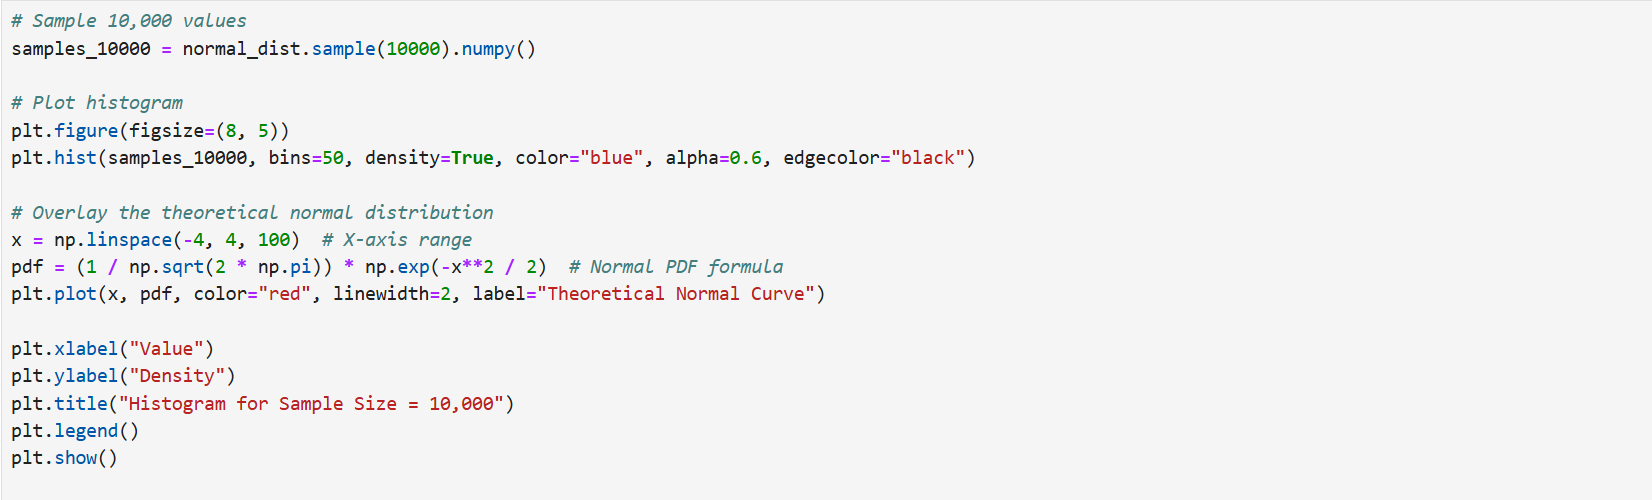 # Sample 10,000 values
samples_10000 = normal_dist.sample(10000).numpy()
# Plot histogram
plt.figure(figsize=(8, 5))
plt.hist(samples_10000, bins=50, density=True, color="blue", alpha=0.6, edgecolor="black")
# Overlay the theoretical normal distribution
x = np.linspace(-4, 4, 100)  # X-axis range
pdf = (1 / np.sqrt(2 * np.pi)) * np.exp(-x**2 / 2)  # Normal PDF formula
plt.plot(x, pdf, color="red", linewidth=2, label="Theoretical Normal Curve")
plt.xlabel("Value")
plt.ylabel("Density")
plt.title("Histogram for Sample Size = 10,000")
plt.legend()
plt.show()